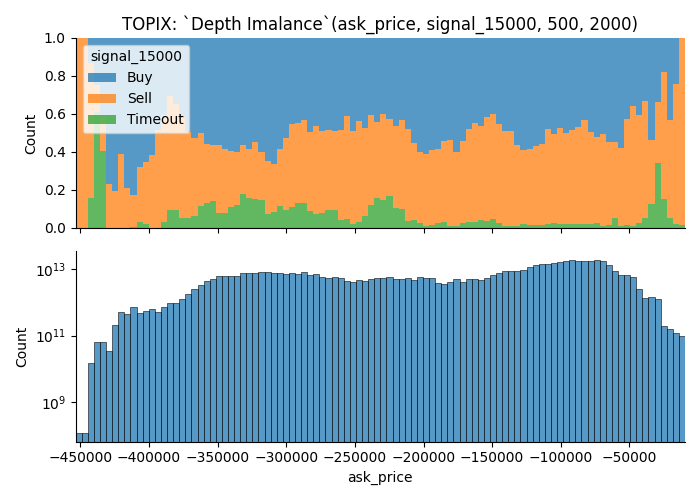 TOPIX: `Depth Imalance`(ask_price, signal_15000, 500, 2000)
1.0
0.8
0.6
0.4
0.2
0.0
Count
signal_15000
Buy
Sell
Timeout
10^13
10^11
10^9
Count
−450000 −400000 −350000 −300000 −250000 −200000 −150000 −100000 −50000
ask_price